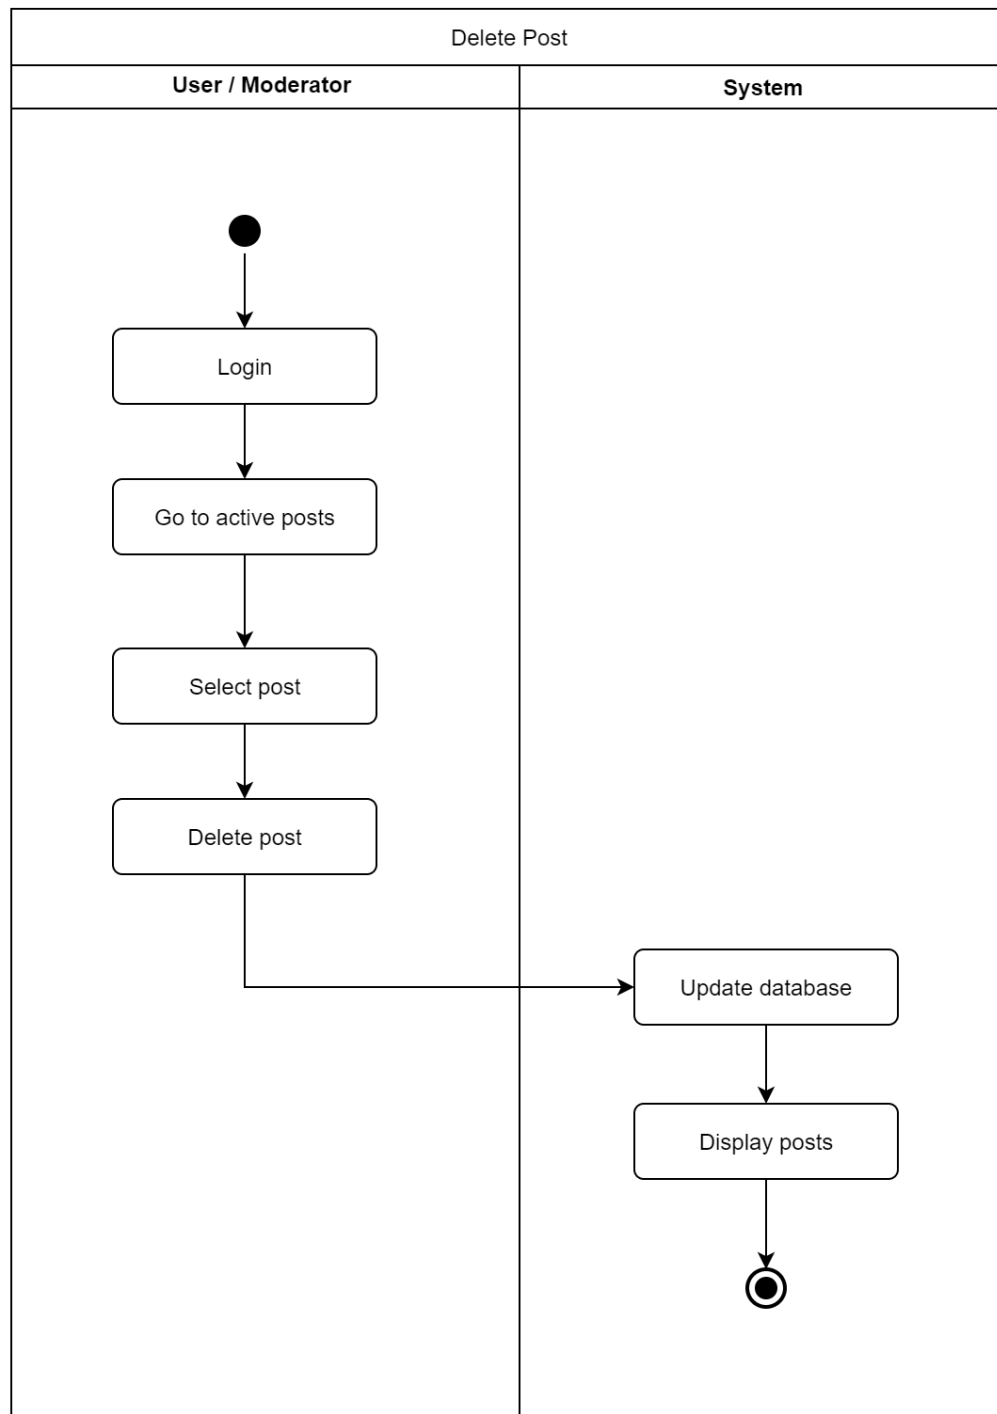 Delete Post
User / Moderator
System
Login
Go to active posts
Select post
Delete post
Update database
Display posts